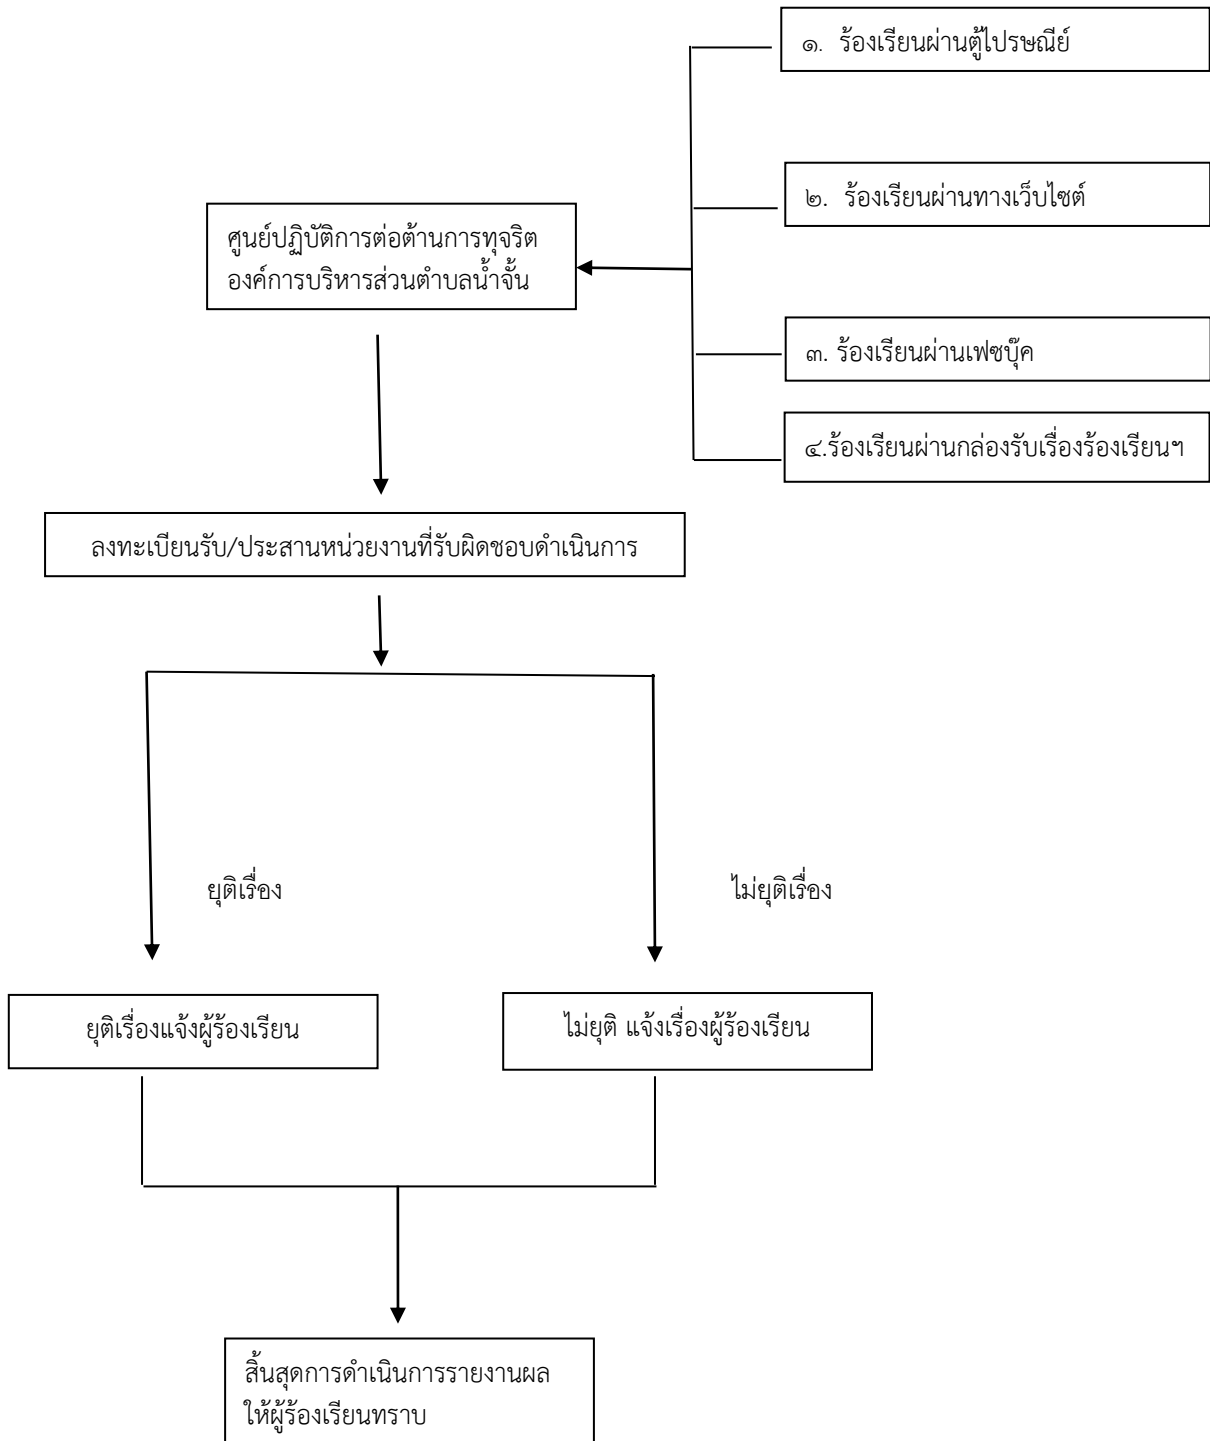 ๑. ร้องเรียนผ่านตู้ไปรษณีย์
๒. ร้องเรียนผ่านทางเว็บไซต์
ศูนย์ปฏิบัติการต่อต้านการทุจริต
องค์การบริหารส่วนตำบลน้ำจั้น
๓. ร้องเรียนผ่านเฟซบุ๊ค
๔.ร้องเรียนผ่านกล่องรับเรื่องร้องเรียนฯ
ลงทะเบียนรับ/ประสานหน่วยงานที่รับผิดชอบดำเนินการ
ยุติเรื่อง
ไม่ยุติเรื่อง
ยุติเรื่องแจ้งผู้ร้องเรียน
ไม่ยุติ แจ้งเรื่องผู้ร้องเรียน
สิ้นสุดการดำเนินการรายงานผล
ให้ผู้ร้องเรียนทราบ